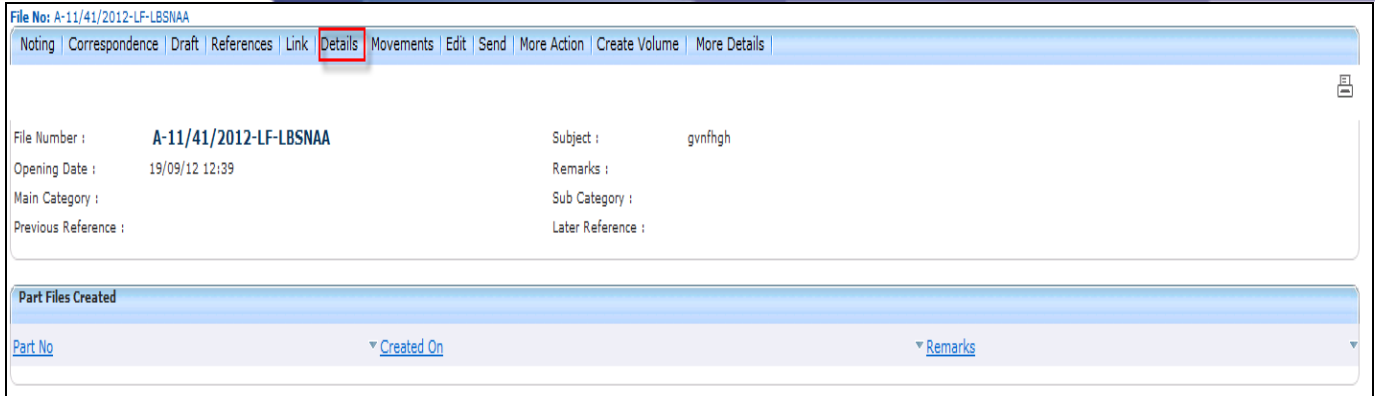 File No: A-11/41/2012-LF-LBSNAA
Noting | Correspondence | Draft | References | Link | Details | Movements | Edit | Send | More Action | Create Volume | More Details |
File Number : A-11/41/2012-LF-LBSNAA Subject : gvnfhgh
Opening Date : 19/09/12 12:39 Remarks :
Main Category : Sub Category :
Previous Reference : Later Reference :
Part Files Created
Part No Created On Remarks